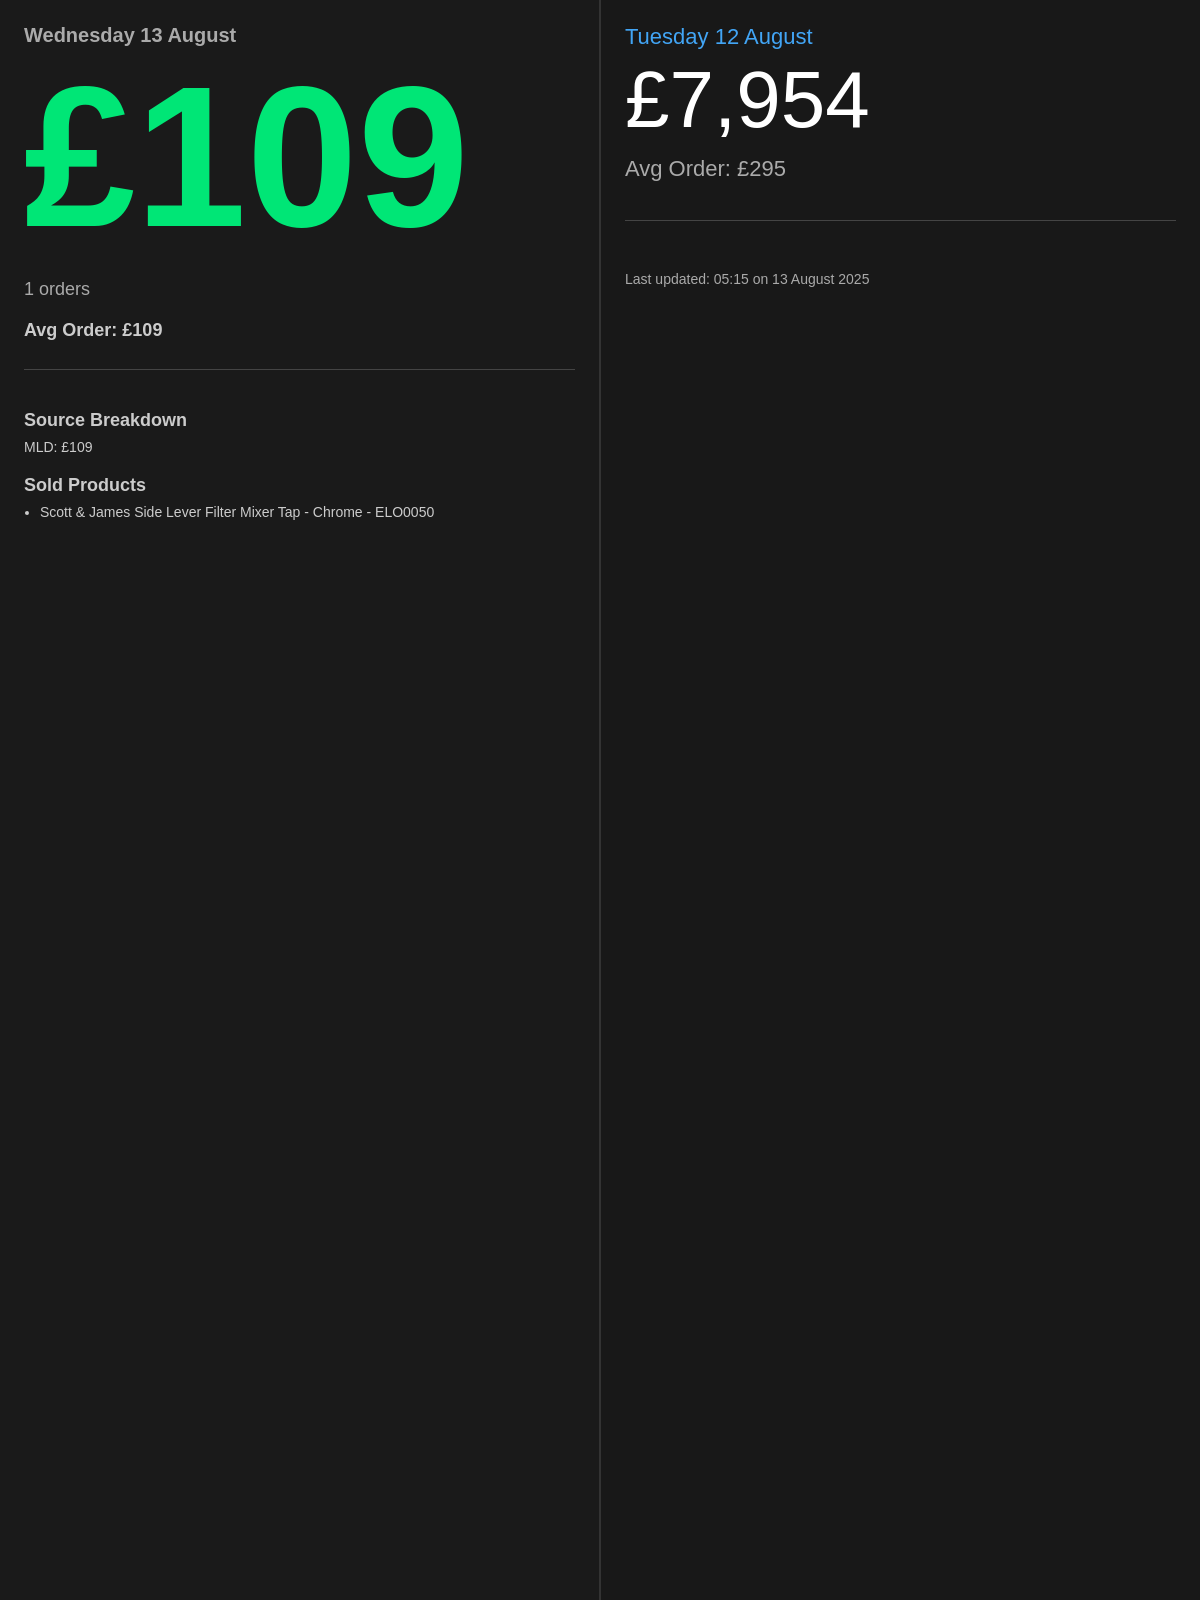 Wednesday 13 August
£109
1 orders
Avg Order: £109
Source Breakdown
MLD: £109
Sold Products
• Scott & James Side Lever Filter Mixer Tap - Chrome - ELO0050
Tuesday 12 August
£7,954
Avg Order: £295
Last updated: 05:15 on 13 August 2025